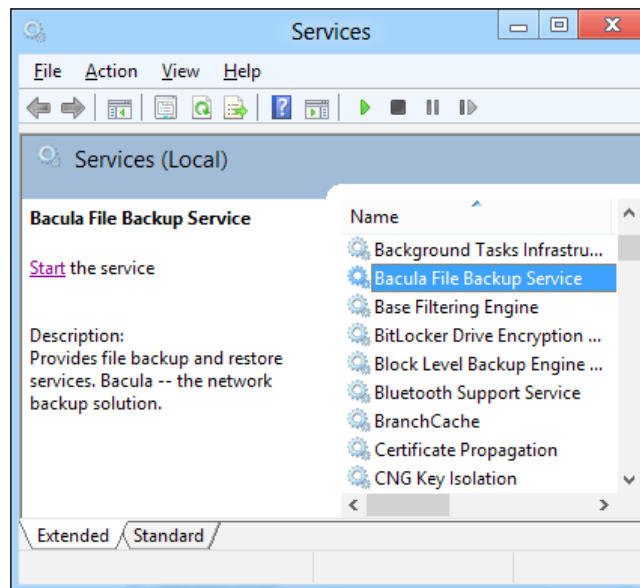 Services
File Action View Help
Services (Local)
Bacula File Backup Service
Start the service
Description:
Provides file backup and restore
services. Bacula -- the network
backup solution.
Name
Background Tasks Infrastru...
Bacula File Backup Service
Base Filtering Engine
BitLocker Drive Encryption ...
Block Level Backup Engine ...
Bluetooth Support Service
BranchCache
Certificate Propagation
CNG Key Isolation
Extended
Standard